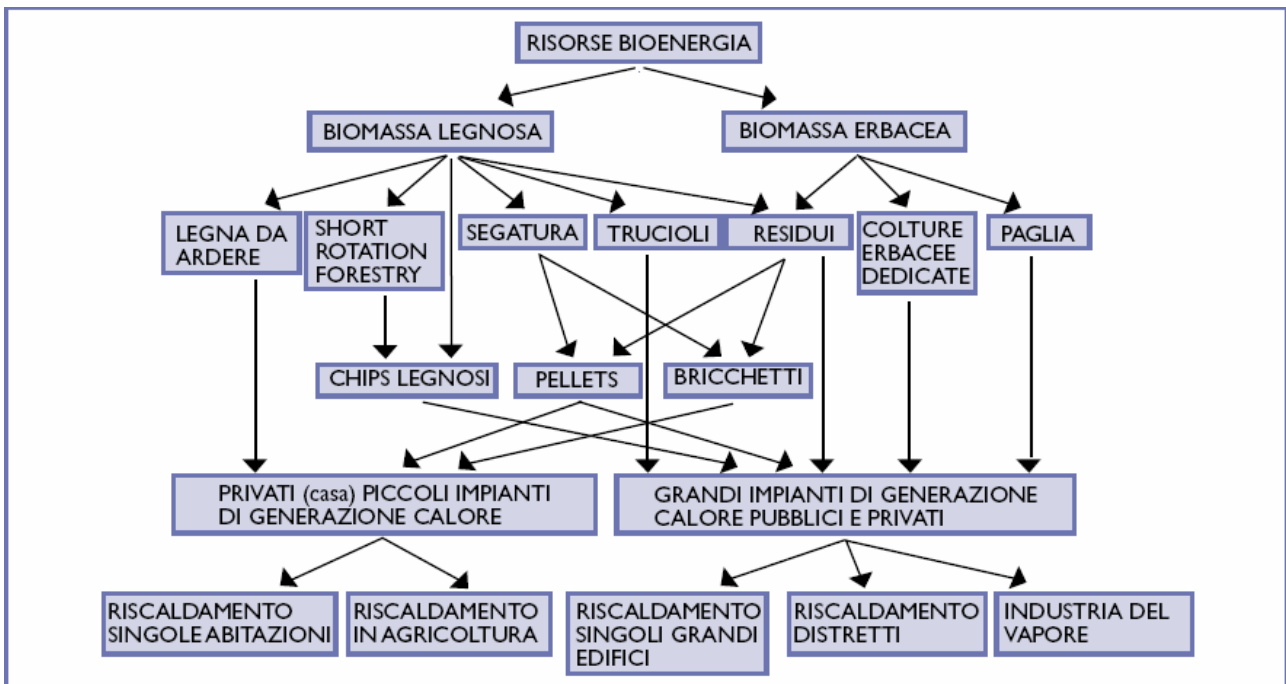 RISORSE BIOENERGIA
BIOMASSA LEGNOSA
BIOMASSA ERBACEA
LEGNA DA
ARDERE
SHORT
ROTATION
FORESTRY
SEGATURA
TRUCIOLI
RESIDUI
COLTURE
ERBACEE
DEDICATE
PAGLIA
CHIPS LEGNOSI
PELLETS
BRICCHETTI
PRIVATI (casa) PICCOLI IMPIANTI
DI GENERAZIONE CALORE
GRANDI IMPIANTI DI GENERAZIONE
CALORE PUBBLICI E PRIVATI
RISCALDAMENTO
SINGOLE ABITAZIONI
RISCALDAMENTO
IN AGRICOLTURA
RISCALDAMENTO
SINGOLI GRANDI
EDIFICI
RISCALDAMENTO
DISTRETTI
INDUSTRIA DEL
VAPORE